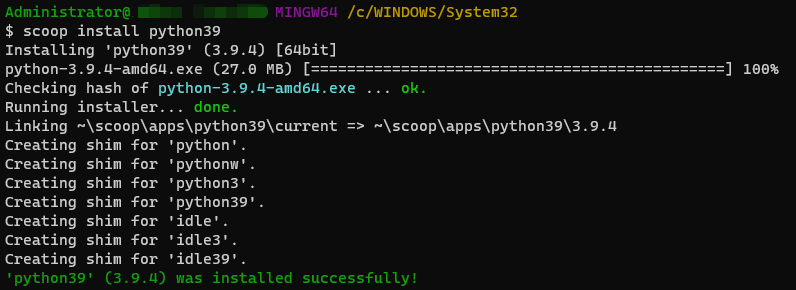 Administrator@ MINGW64 /c/WINDOWS/System32
$ scoop install python39
Installing 'python39' (3.9.4) [64bit]
python-3.9.4-amd64.exe (27.0 MB) [==============================================] 100%
Checking hash of python-3.9.4-amd64.exe ... ok.
Running installer... done.
Linking ~\scoop\apps\python39\current => ~\scoop\apps\python39\3.9.4
Creating shim for 'python'.
Creating shim for 'pythonw'.
Creating shim for 'python3'.
Creating shim for 'python39'.
Creating shim for 'idle'.
Creating shim for 'idle3'.
Creating shim for 'idle39'.
'python39' (3.9.4) was installed successfully!